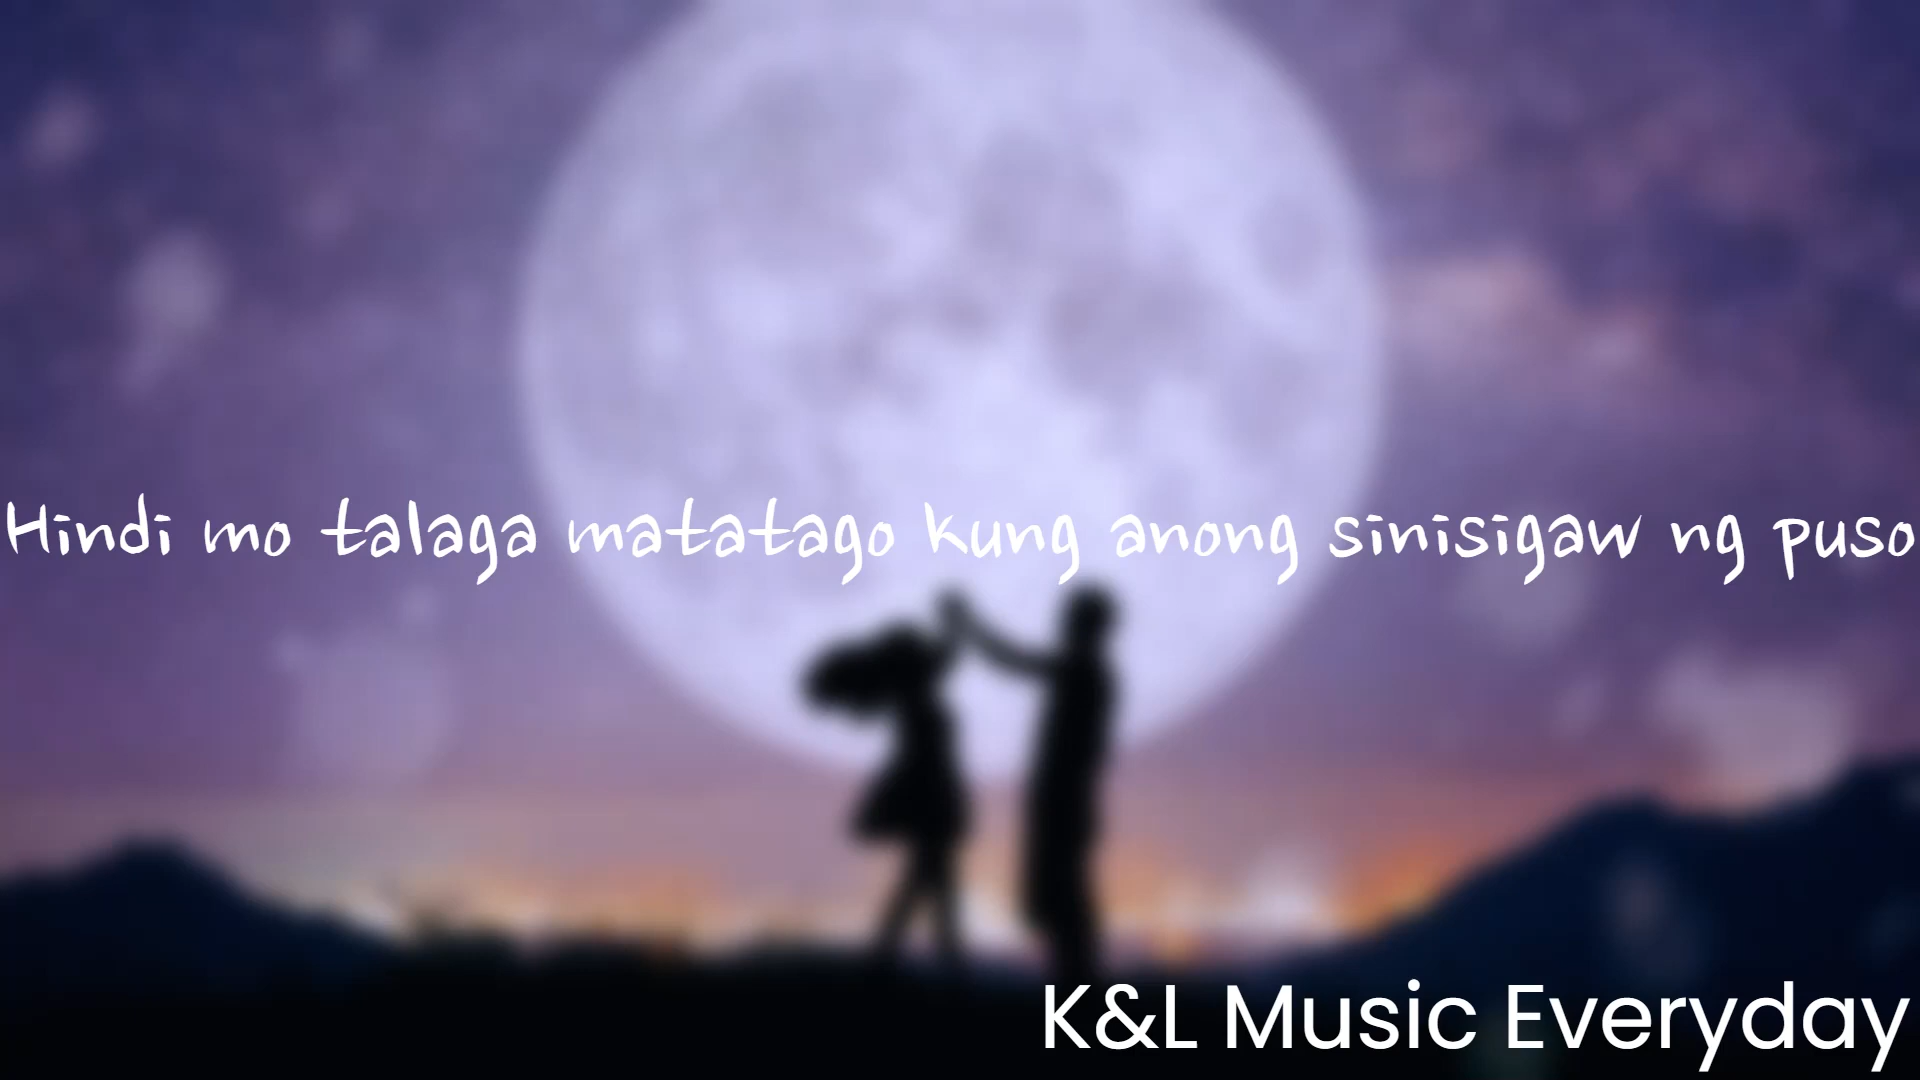 Hindi mo talaga matatago kung anong sinisigaw ng puso
K&L Music Everyday